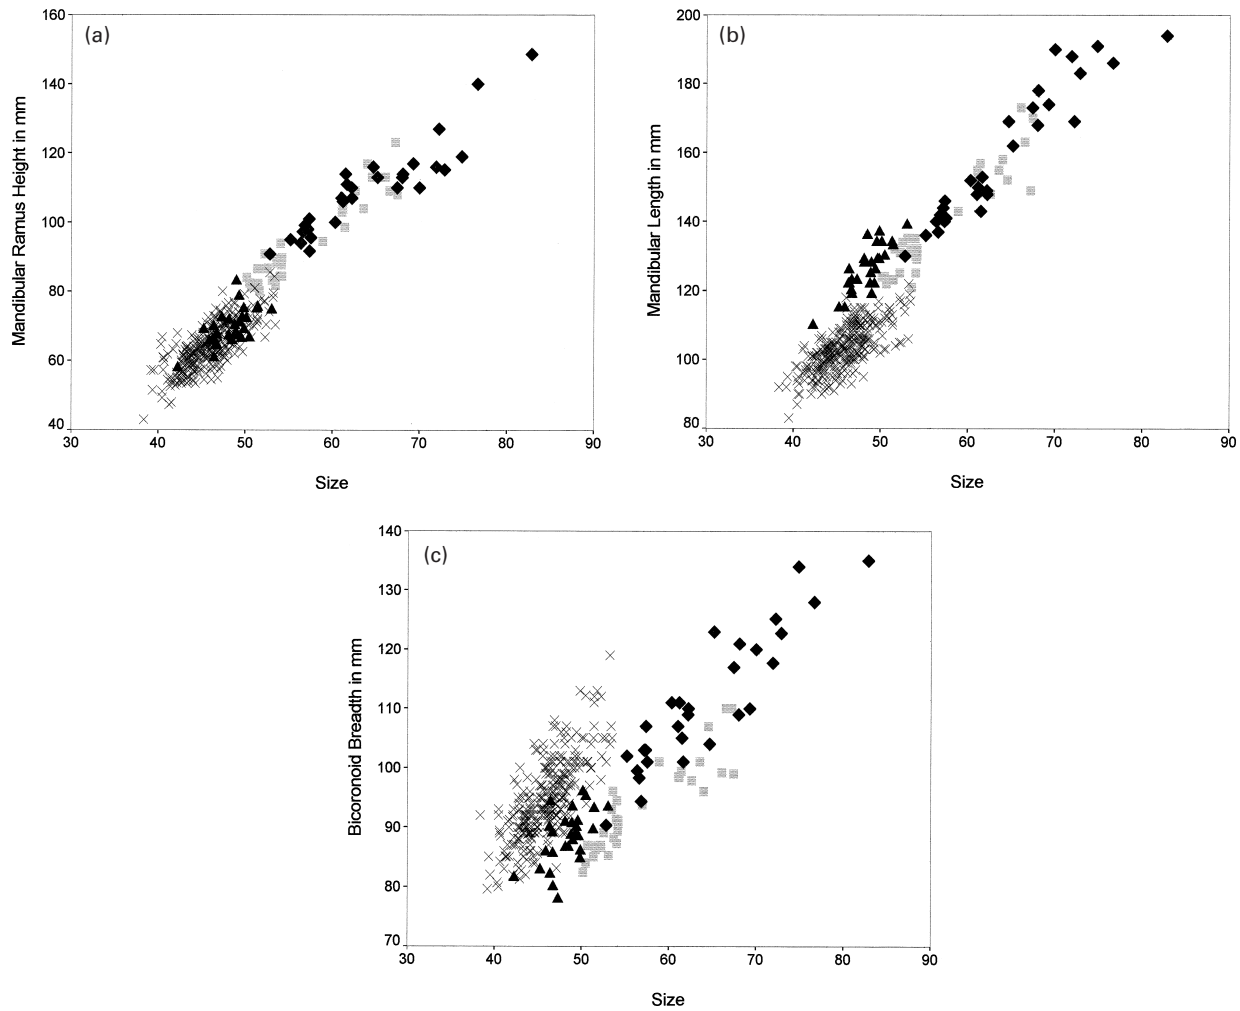 (a)
Mandibular Ramus Height in mm
160
140
120
100
80
60
40
30 40 50 60 70 80 90
Size
(b)
Mandibular Length in mm
200
180
160
140
120
100
80
30 40 50 60 70 80 90
Size
(c)
Bicoronoid Breadth in mm
140
130
120
110
100
90
80
70
30 40 50 60 70 80 90
Size